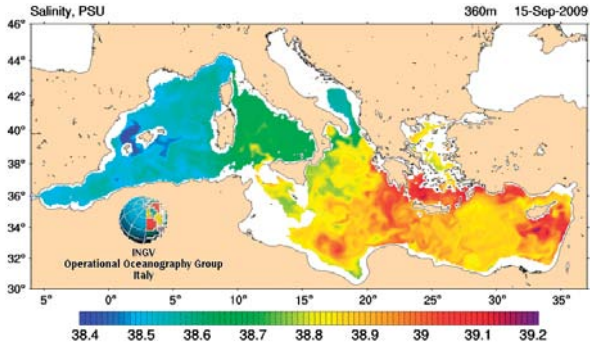 Salinity, PSU 360m 15-Sep-2009
46°
44°
42°
40°
38°
36°
34°
32°
30°
INGV
Operational Oceanography Group
Italy
5° 0° 5° 10° 15° 20° 25° 30° 35°
38.4 38.5 38.6 38.7 38.8 38.9 39 39.1 39.2